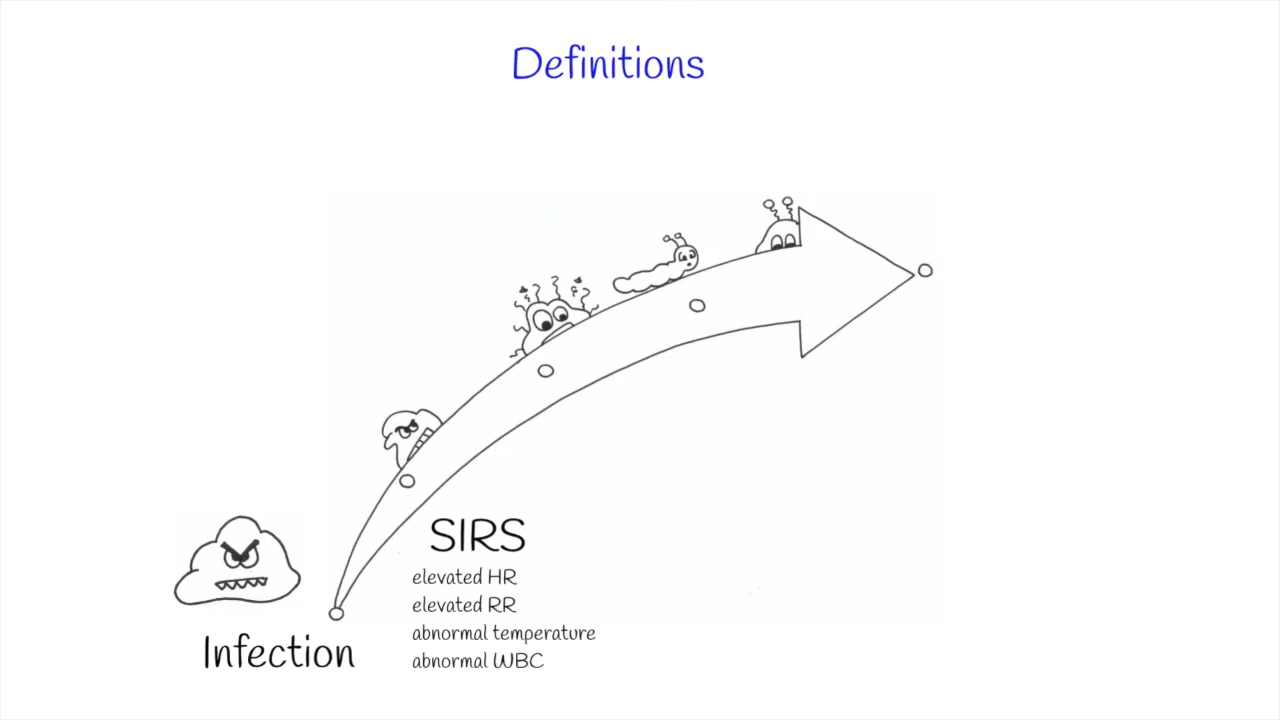 Definitions
SIRS
elevated HR
elevated RR
abnormal temperature
abnormal WBC
Infection